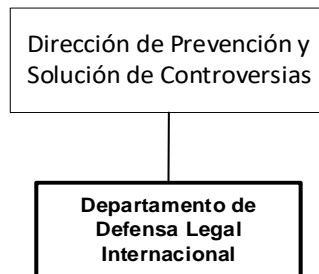 Dirección de Prevención y
Solución de Controversias
Departamento de
Defensa Legal
Internacional